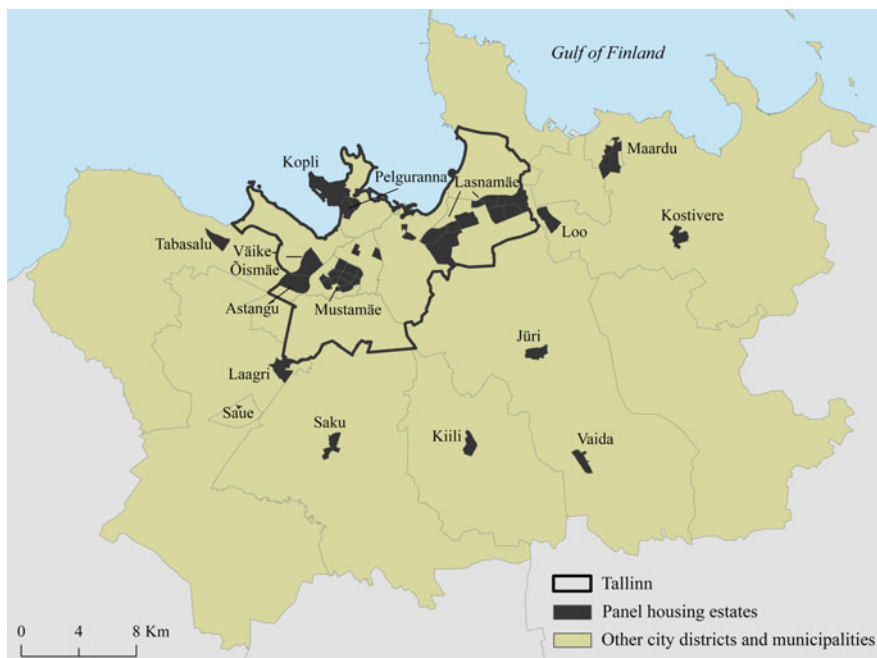 Gulf of Finland
Kopli
Pelguranna
Maardu
Lasnamäe
Kostivere
Loo
Tabasalu
Väike-
Õismäe
Astangu
Mustamäe
Jüri
Laagri
Saue
Saku
Kiili
Vaida
Tallinn
Panel housing estates
Other city districts and municipalities
0 4 8 Km